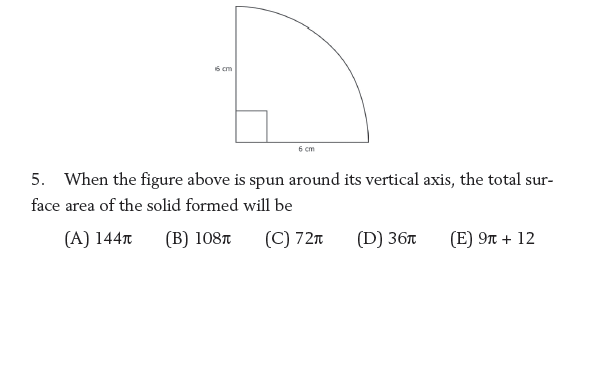 6 cm
6 cm
5. When the figure above is spun around its vertical axis, the total sur-
face area of the solid formed will be
(A) 144π (B) 108π (C) 72π (D) 36π (E) 9π + 12